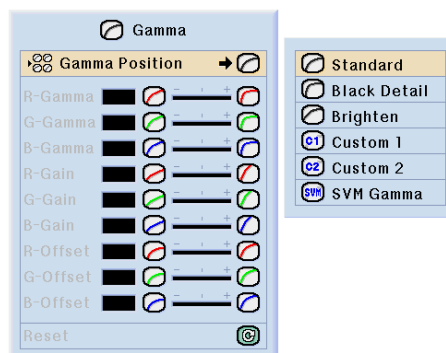 Gamma
Gamma Position
R-Gamma - +
G-Gamma - +
B-Gamma - +
R-Gain - +
G-Gain - +
B-Gain - +
R-Offset - +
G-Offset - +
B-Offset - +
Reset
Standard
Black Detail
Brighten
C1 Custom 1
C2 Custom 2
SVM SVM Gamma